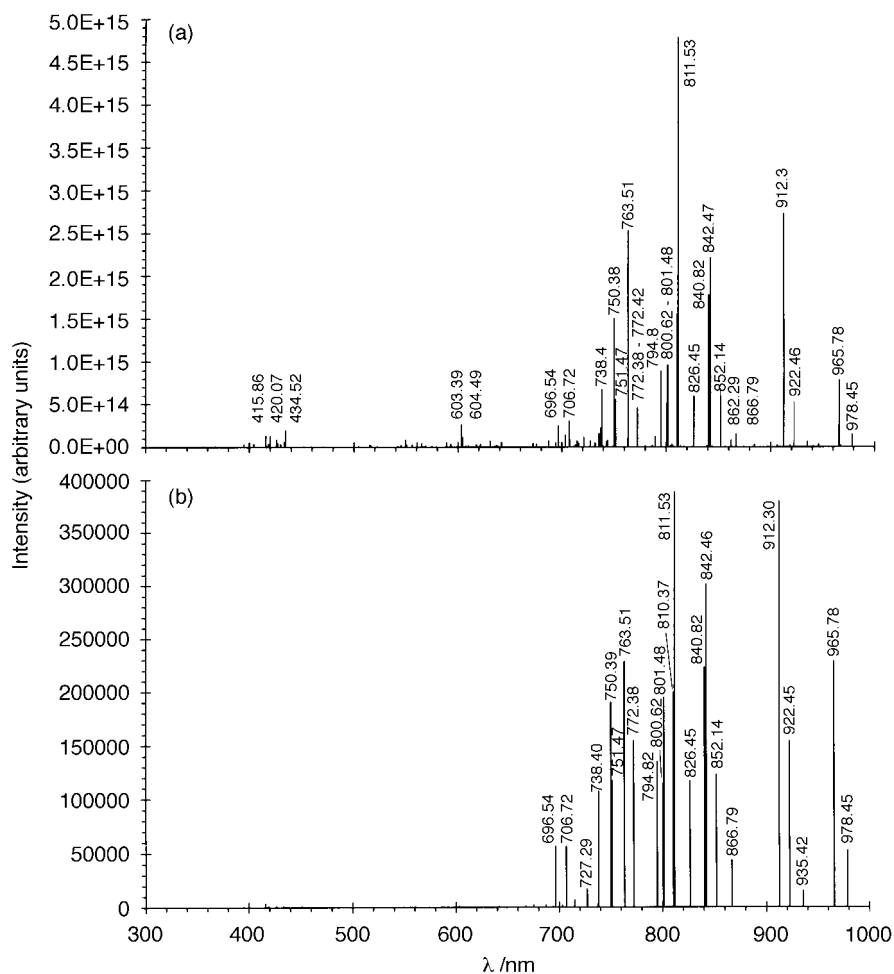 Intensity (arbitrary units)
(a)
5.0E+15
4.5E+15
4.0E+15
3.5E+15
3.0E+15
2.5E+15
2.0E+15
1.5E+15
1.0E+15
5.0E+14
0.0E+00
415.86
420.07
434.52
603.39
604.49
696.54
706.72
738.4
750.38
751.47
763.51
772.38 - 772.42
794.8
800.62 - 801.48
811.53
826.45
840.82
842.47
852.14
862.29
866.79
912.3
922.46
965.78
978.45
300 400 500 600 700 800 900 1000
(b)
400000
350000
300000
250000
200000
150000
100000
50000
0
696.54
706.72
727.29
738.40
750.39
751.47
763.51
772.38
794.82
800.62
801.48
810.37
811.53
826.45
840.82
842.46
852.14
866.79
912.30
922.45
935.42
965.78
978.45
300 400 500 600 700 800 900 1000
λ /nm